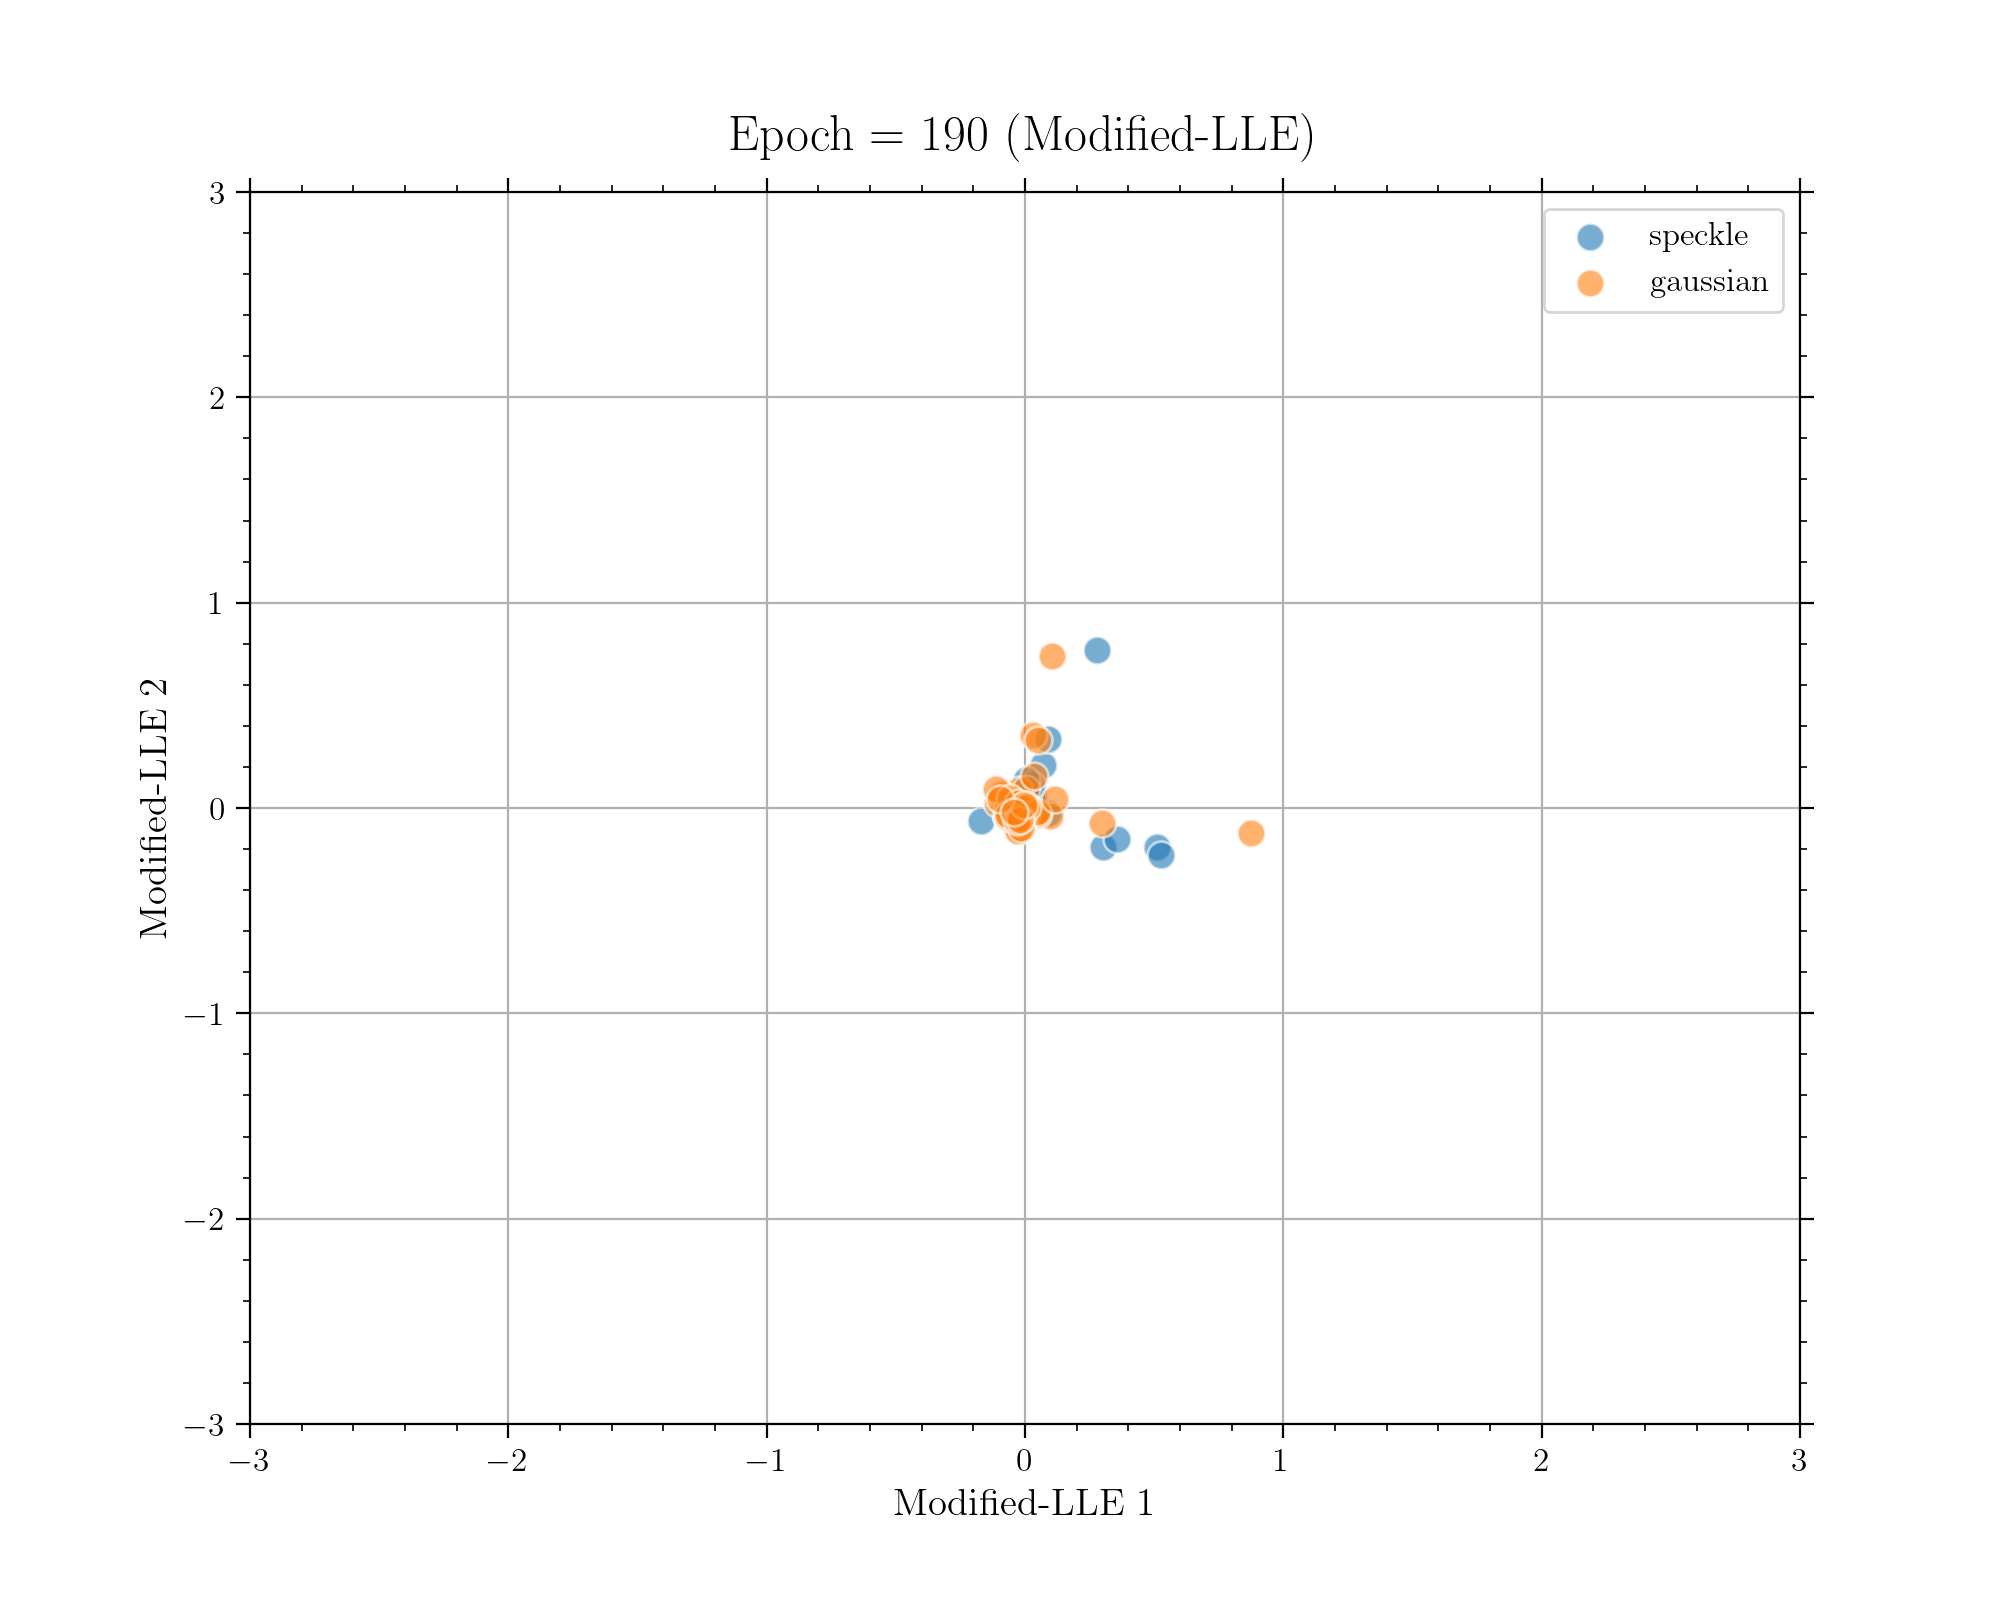 Epoch = 190 (Modified-LLE)
speckle
gaussian
3
2
1
0
−1
−2
−3
Modified-LLE 2
−3
−2
−1
0
1
2
3
Modified-LLE 1